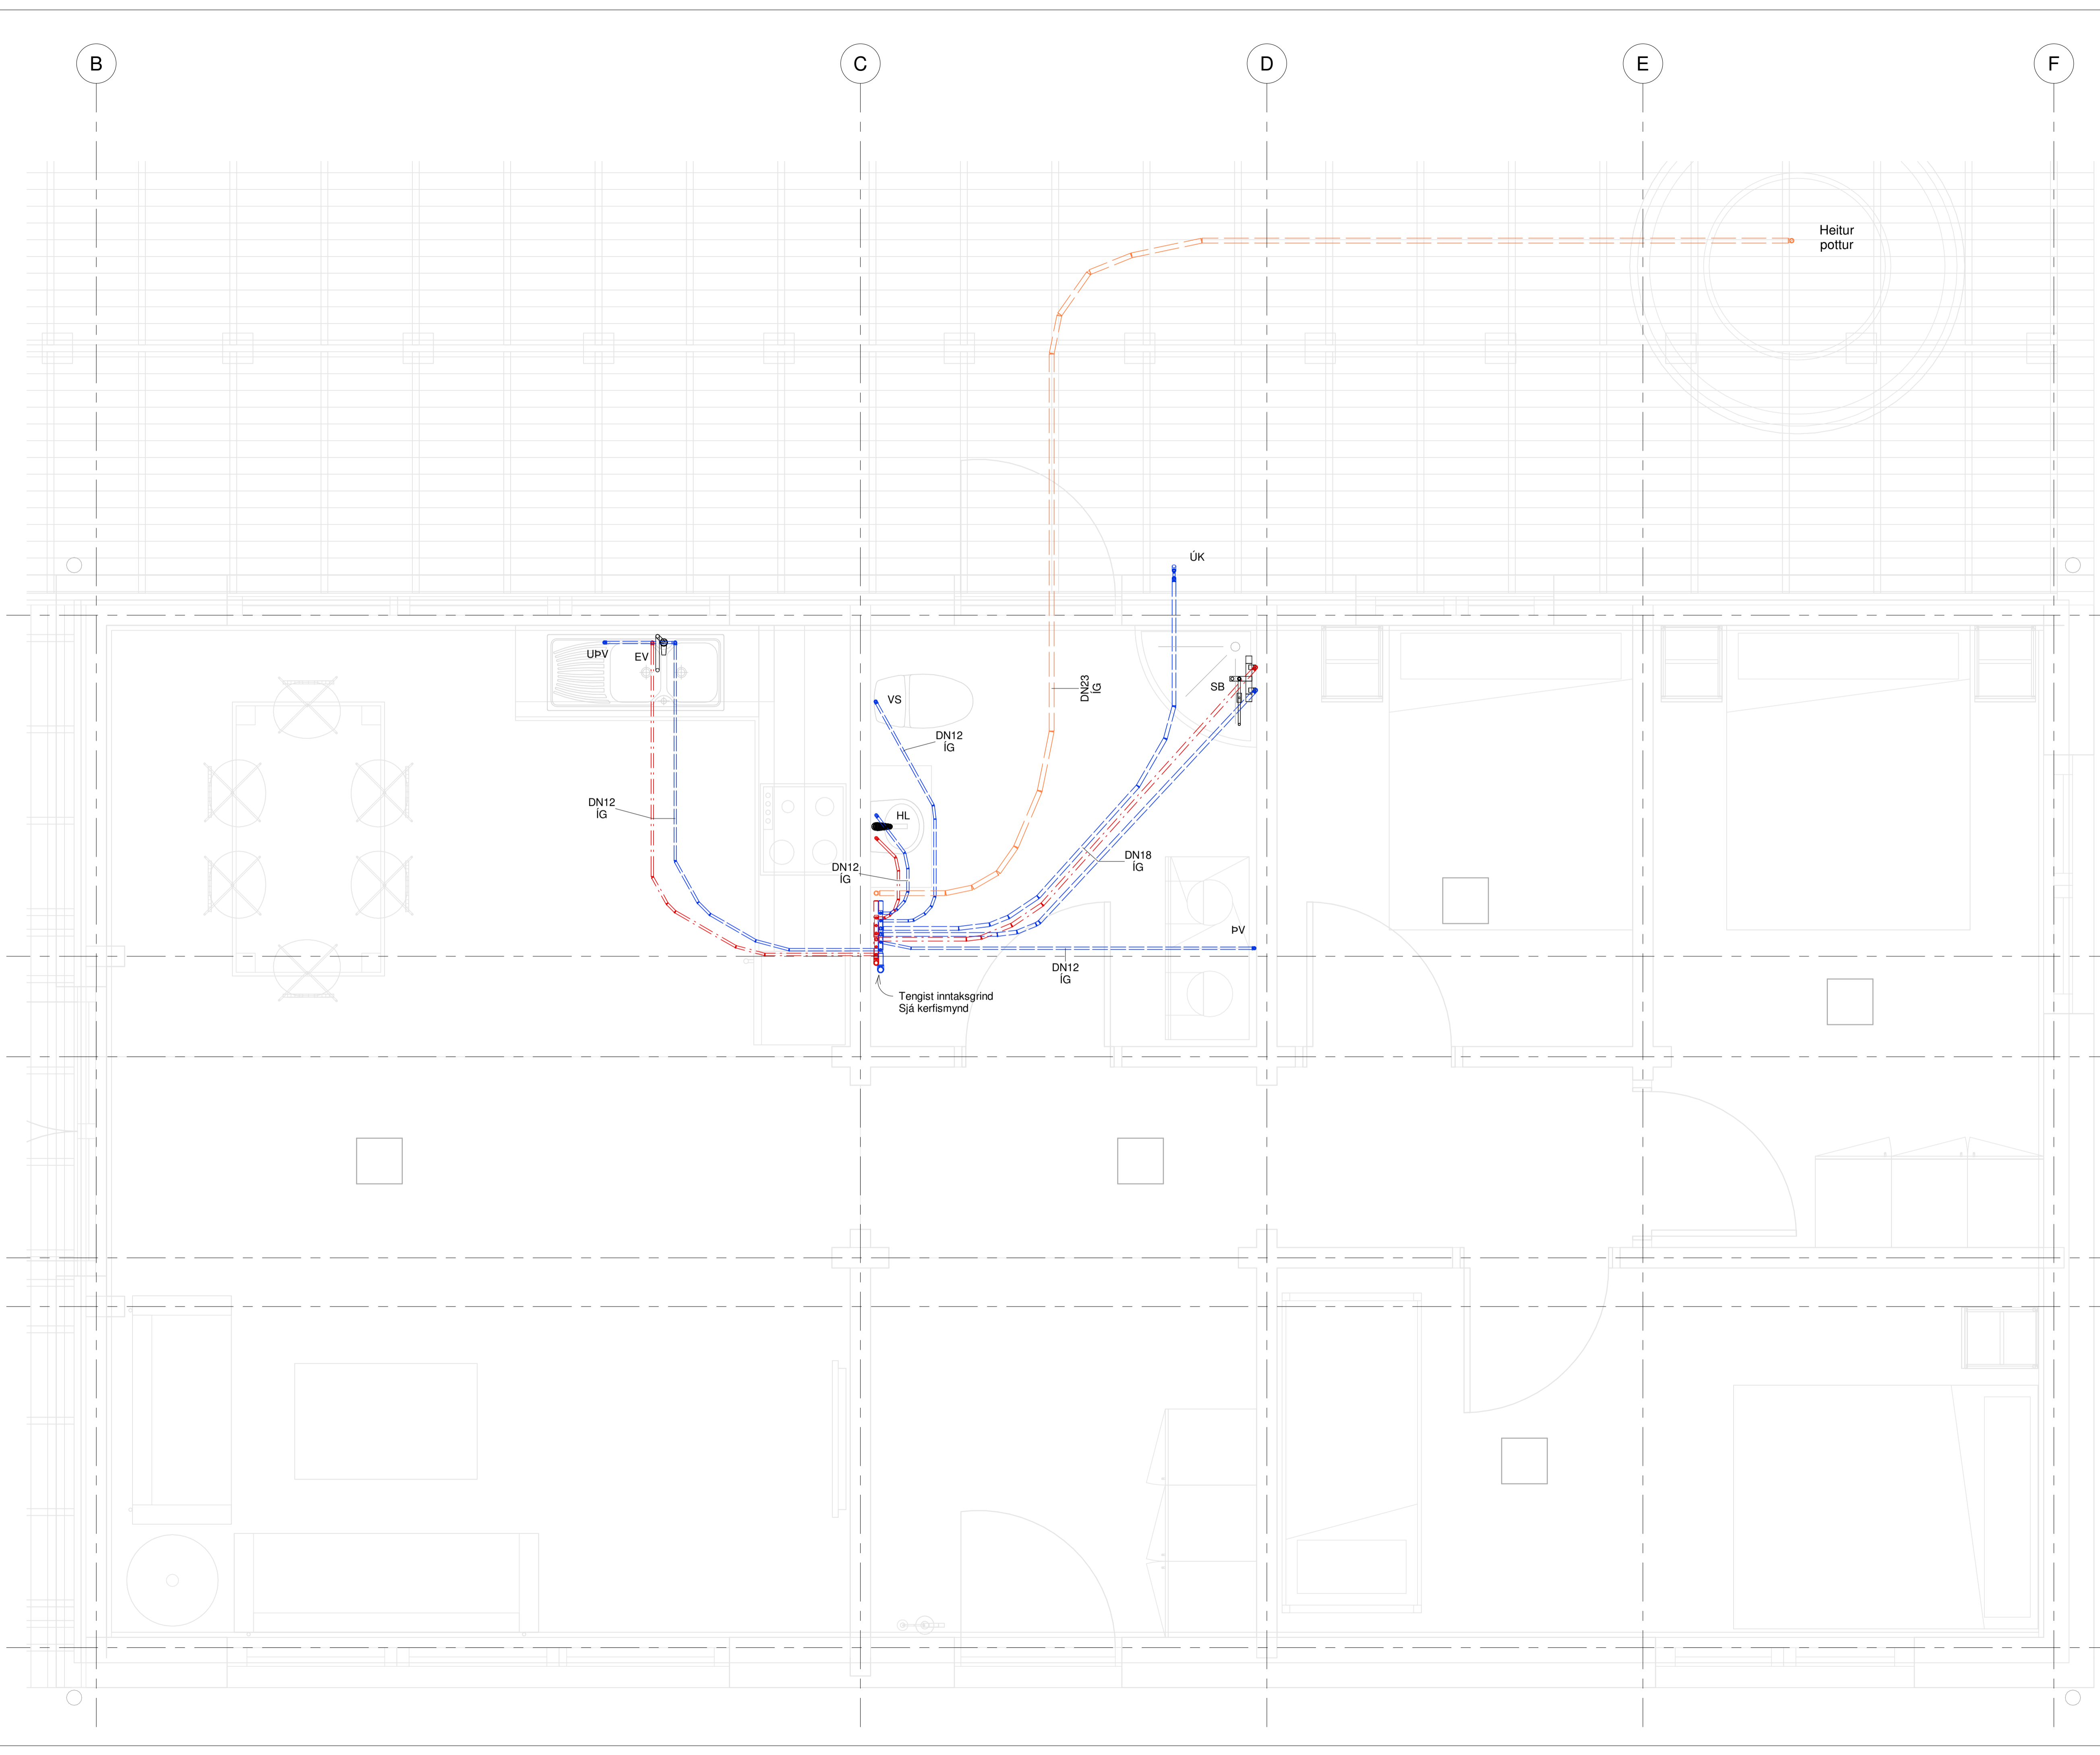 B
C
D
E
F
Heitur
pottur
ÚK
UÞV
EV
VS
DN23
ÍG
SB
DN12
ÍG
DN12
ÍG
HL
DN12
ÍG
DN18
ÍG
ÞV
DN12
ÍG
Tengist inntaksgrind
Sjá kerfismynd